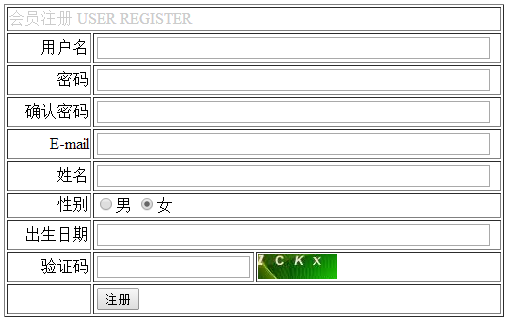 会员注册 USER REGISTER
用户名
密码
确认密码
E-mail
姓名
性别 男 女
出生日期
验证码 Z C K X
注册